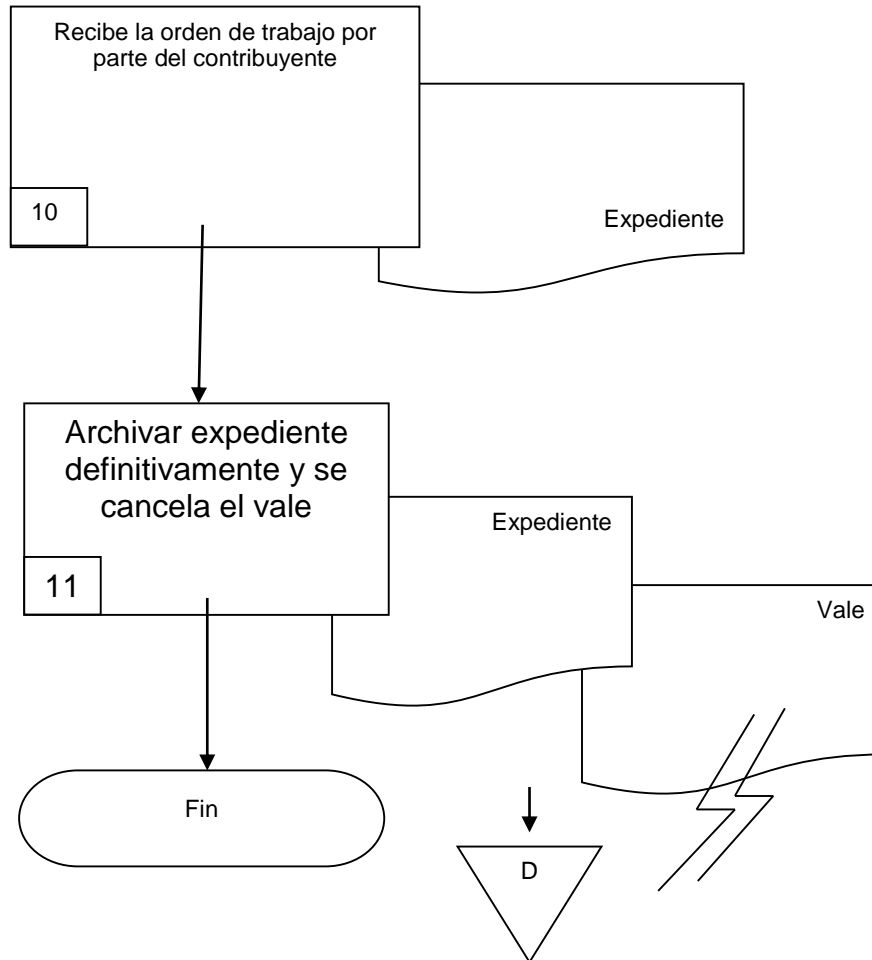 Recibe la orden de trabajo por
parte del contribuyente
10
Expediente
Archivar expediente
definitivamente y se
cancela el vale
11
Expediente
Vale
Fin
D